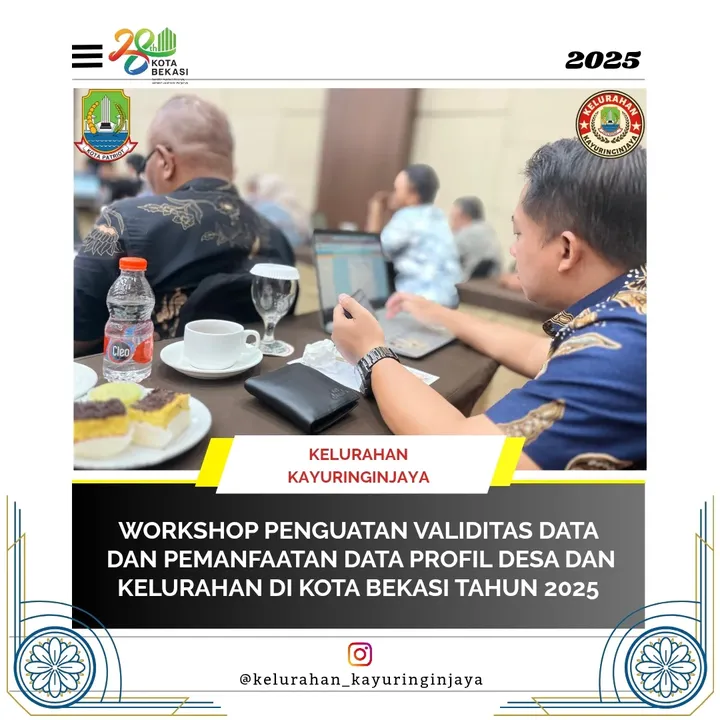 28th
KOTA
BEKASI
2025
KOTA PATRIOT
KELURAHAN
KAYURINGINJAYA
Cleo
KELURAHAN
KAYURINGINJAYA
WORKSHOP PENGUATAN VALIDITAS DATA
DAN PEMANFAATAN DATA PROFIL DESA DAN
KELURAHAN DI KOTA BEKASI TAHUN 2025
@kelurahan_kayuringinjaya